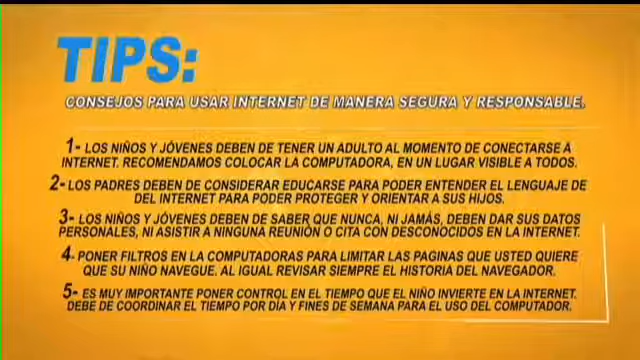 TIPS:
CONSEJOS PARA USAR INTERNET DE MANERA SEGURA Y RESPONSABLE.
1- LOS NIÑOS Y JÓVENES DEBEN DE TENER UN ADULTO AL MOMENTO DE CONECTARSE A
INTERNET. RECOMENDAMOS COLOCAR LA COMPUTADORA, EN UN LUGAR VISIBLE A TODOS.
2- LOS PADRES DEBEN DE CONSIDERAR EDUCARSE PARA PODER ENTENDER EL LENGUAJE DE
DEL INTERNET PARA PODER PROTEGER Y ORIENTAR A SUS HIJOS.
3- LOS NIÑOS Y JÓVENES DEBEN DE SABER QUE NUNCA, NI JAMÁS, DEBEN DAR SUS DATOS
PERSONALES, NI ASISTIR A NINGUNA REUNIÓN O CITA CON DESCONOCIDOS EN LA INTERNET.
4- PONER FILTROS EN LA COMPUTADORAS PARA LIMITAR LAS PAGINAS QUE USTED QUIERE
QUE SU NIÑO NAVEGUE. AL IGUAL REVISAR SIEMPRE EL HISTORIA DEL NAVEGADOR.
5- ES MUY IMPORTANTE PONER CONTROL EN EL TIEMPO QUE EL NIÑO INVIERTE EN LA INTERNET.
DEBE DE COORDINAR EL TIEMPO POR DÍA Y FINES DE SEMANA PARA EL USO DEL COMPUTADOR.